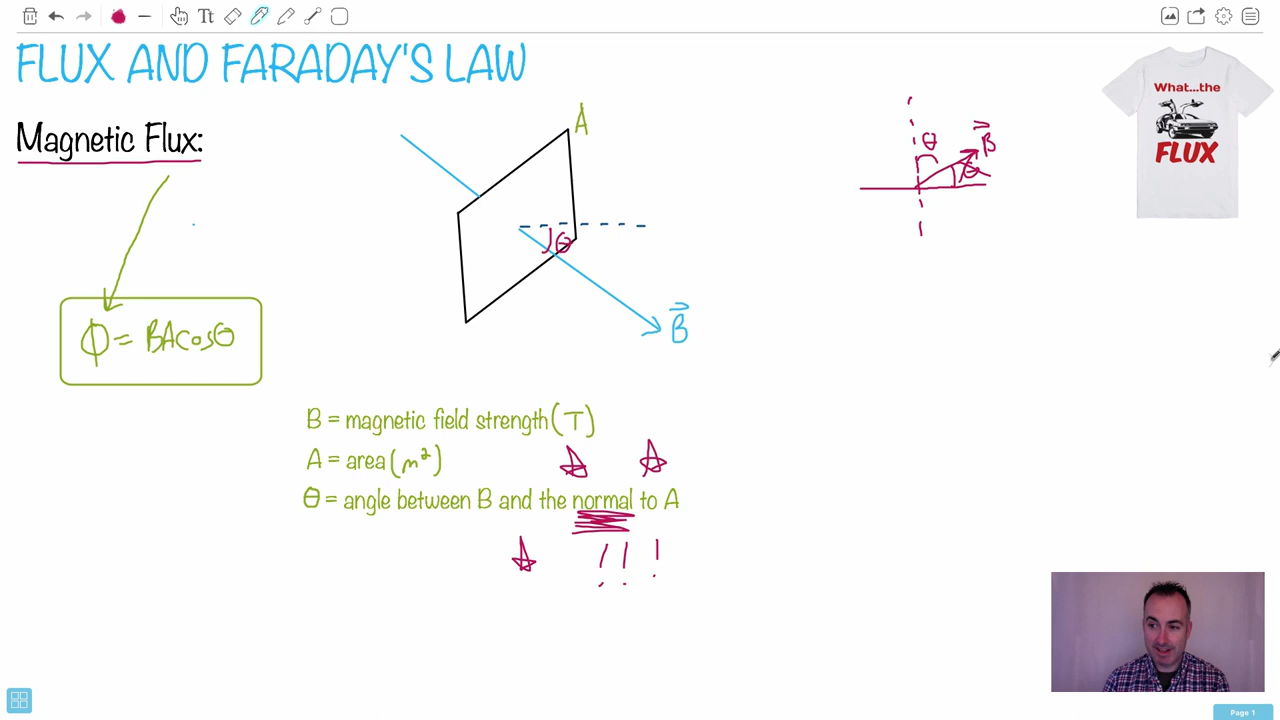 Tt
FLUX AND FARADAY'S LAW
What...the
FLUX
Magnetic Flux:
A
θ
B
θ
θ
B
Φ = BAcosθ
B = magnetic field strength (T)
A = area (m²)
θ = angle between B and the normal to A
! ! !
Page 1